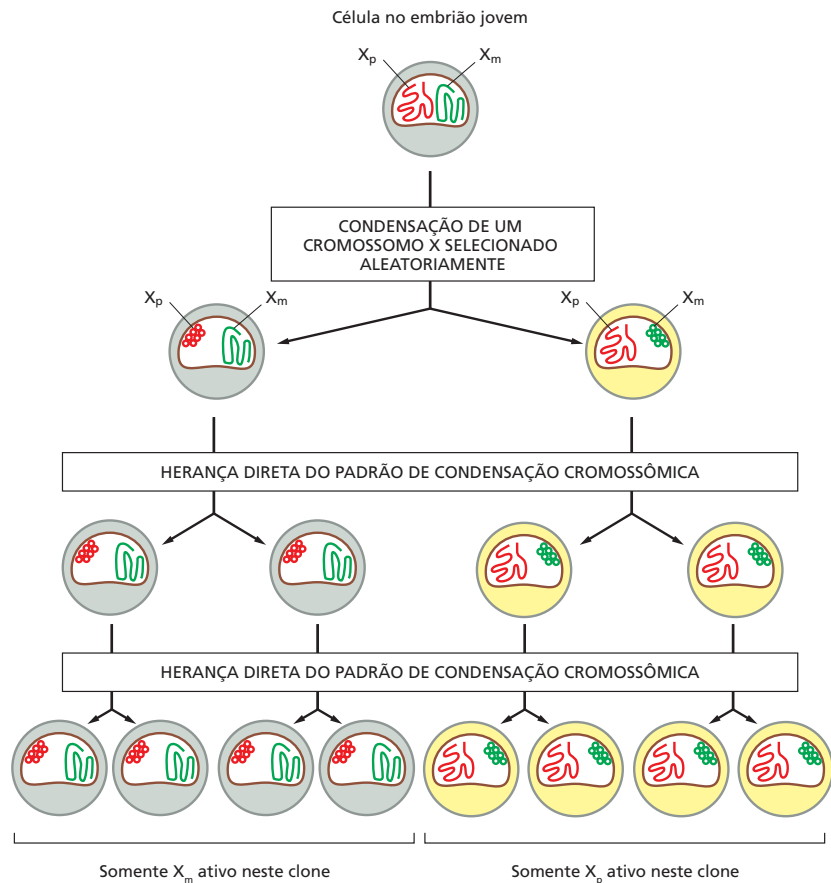 Célula no embrião jovem
Xp Xm
CONDENSAÇÃO DE UM
CROMOSSOMO X SELECIONADO
ALEATORIAMENTE
Xp Xm Xp Xm
HERANÇA DIRETA DO PADRÃO DE CONDENSAÇÃO CROMOSSÔMICA
HERANÇA DIRETA DO PADRÃO DE CONDENSAÇÃO CROMOSSÔMICA
Somente Xm ativo neste clone Somente Xp ativo neste clone